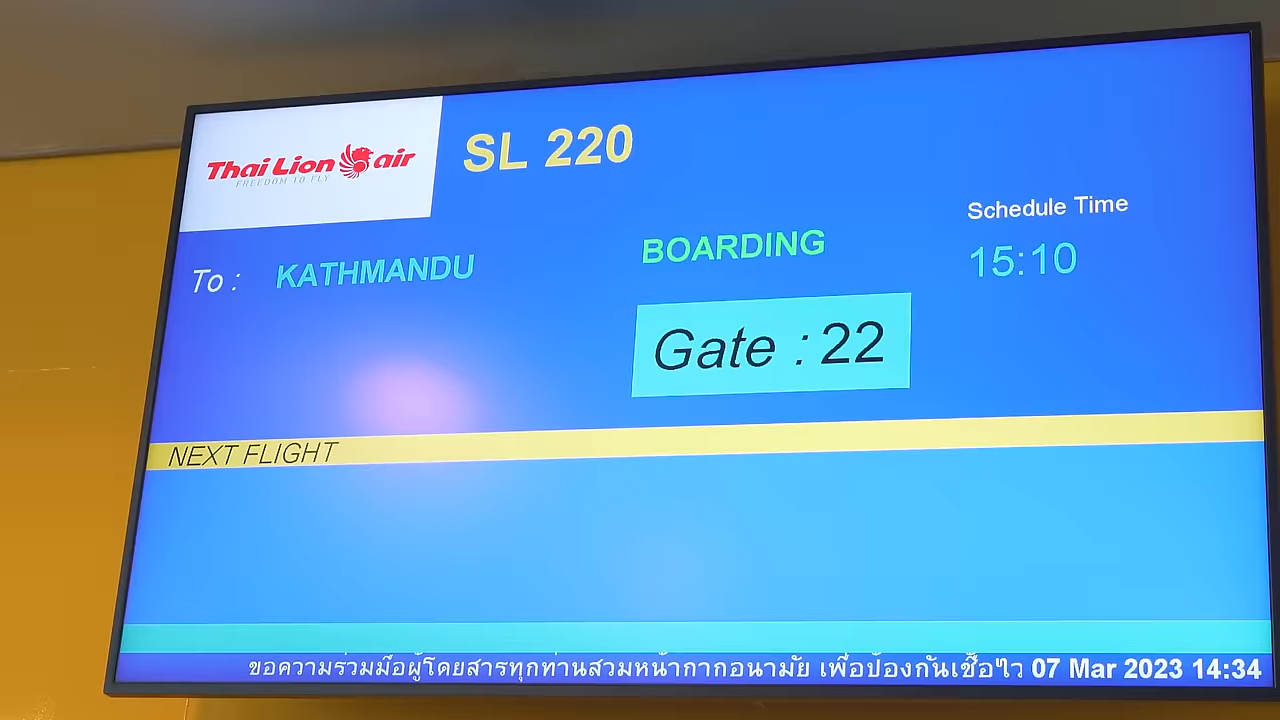 Thai Lion air
FREEDOM TO FLY
SL 220
Schedule Time
To : KATHMANDU BOARDING 15:10
Gate : 22
NEXT FLIGHT
ขอความร่วมมือผู้โดยสารทุกท่านสวมหน้ากากอนามัย เพื่อป้องกันเชื้อไว 07 Mar 2023 14:34